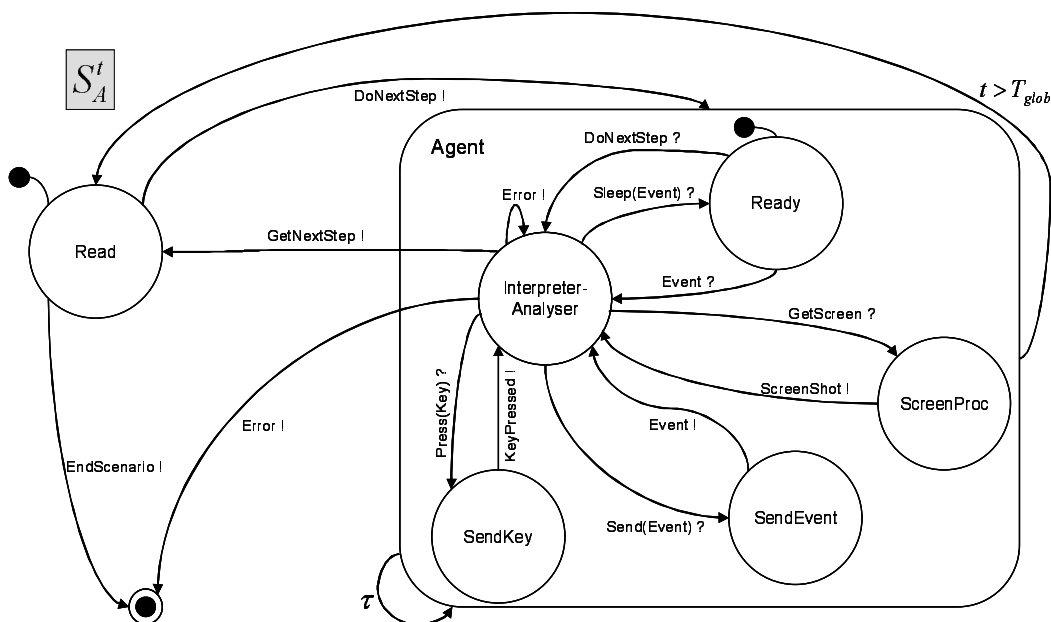 S_A^t
DoNextStep !
t > T_glob
Agent
DoNextStep ?
Error !
Sleep(Event) ?
Ready
Read
GetNextStep !
Interpreter-
Analyser
Event ?
GetScreen ?
ScreenShot !
ScreenProc
Press(Key) ?
KeyPressed !
Event !
Error !
EndScenario !
SendKey
Send(Event) ?
SendEvent
τ